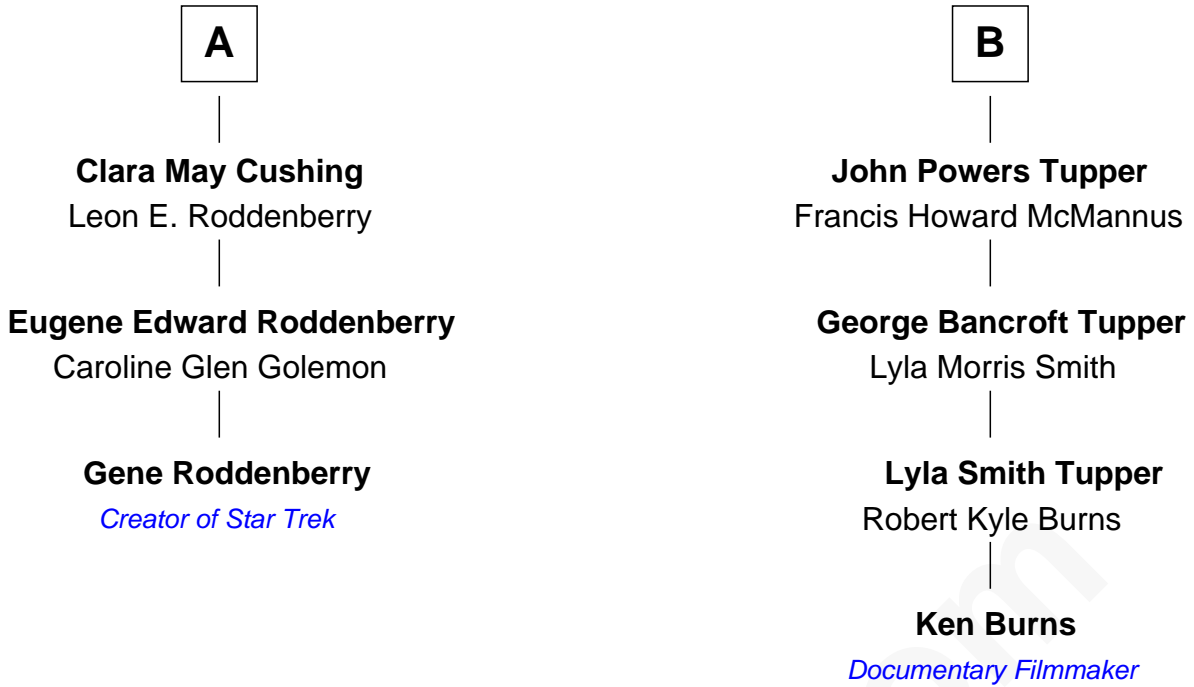 A
Clara May Cushing
Leon E. Roddenberry
Eugene Edward Roddenberry
Caroline Glen Golemon
Gene Roddenberry
Creator of Star Trek
B
John Powers Tupper
Francis Howard McMannus
George Bancroft Tupper
Lyla Morris Smith
Lyla Smith Tupper
Robert Kyle Burns
Ken Burns
Documentary Filmmaker